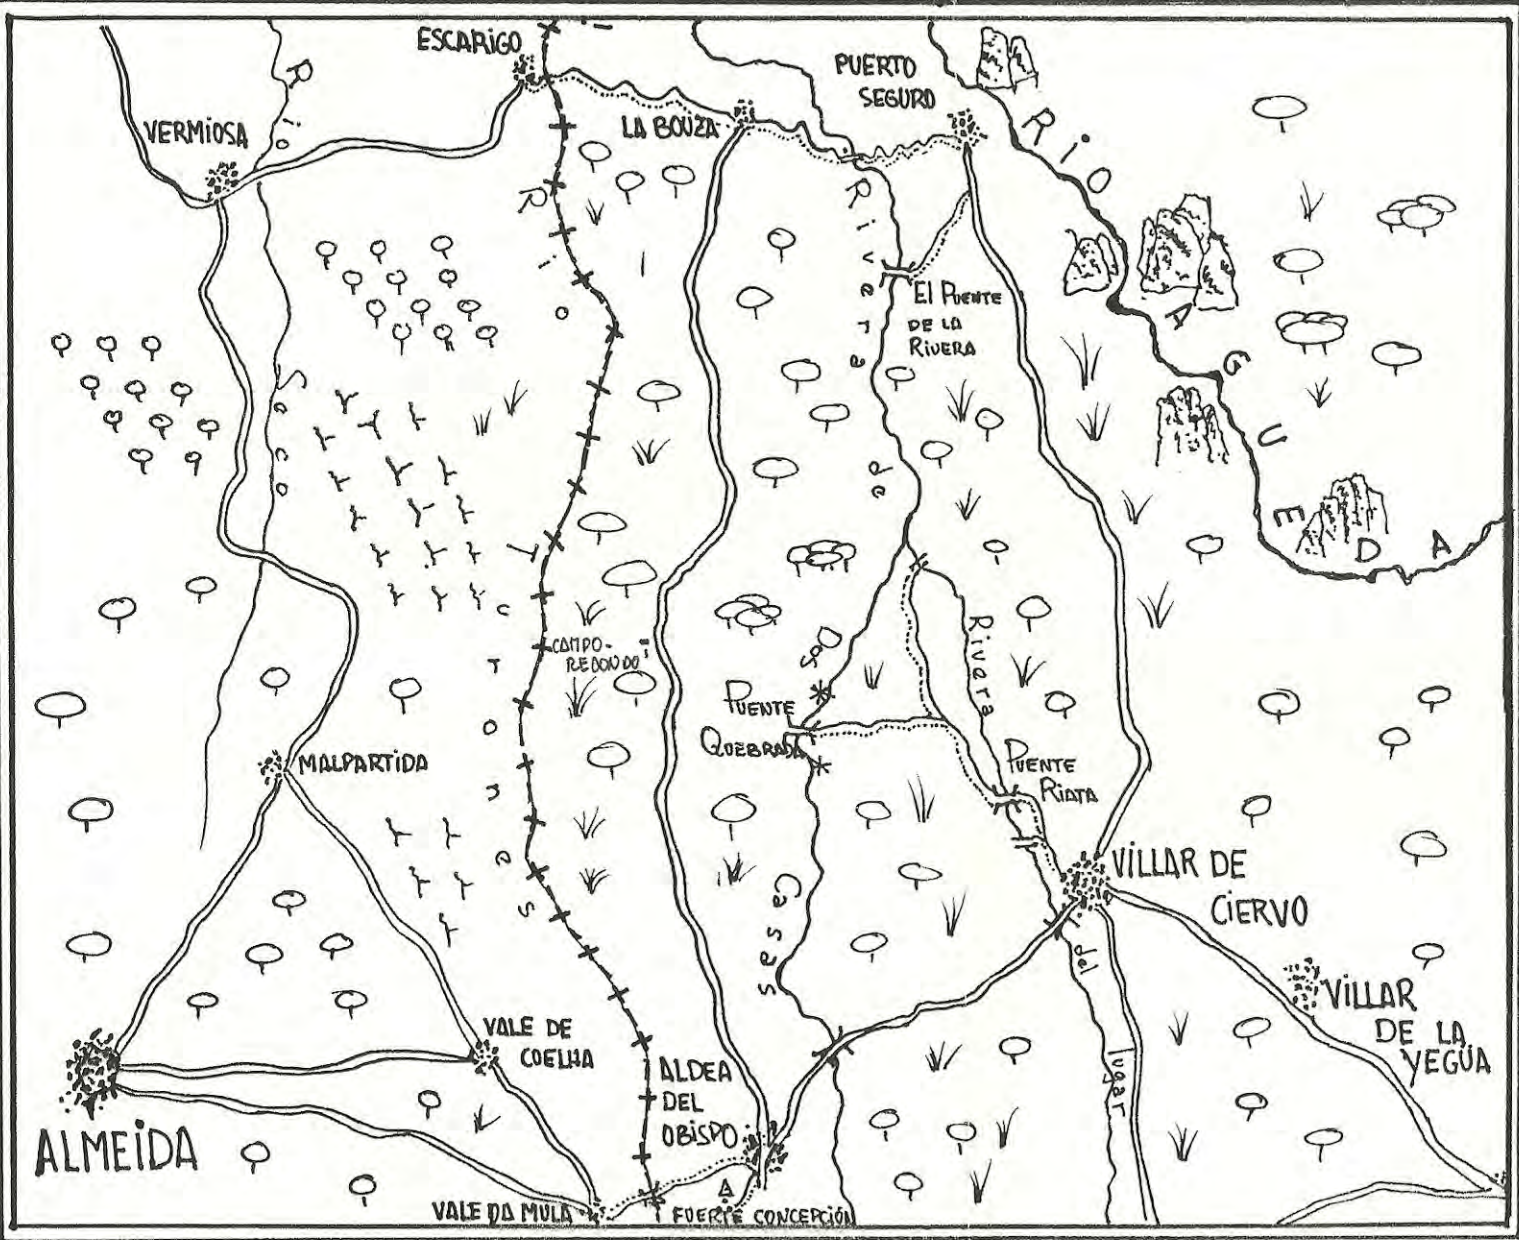 ESCARIGO
PUERTO
SEGURO
VERMIOSA
Rio
LA BOUZA
RiO
AGUEDA
Rio
Rivera
de
Dos
Casas
El PUENTE
DE LA
RiVERA
Seco
Turones
CAMPO-
REDONDO
Rivera
del
lugar
PUENTE
QUEBRADA
MALPARTiDA
PUENTE
RiATA
ViLLAR DE
CiERVO
ViLLAR
DE LA
YEGUA
VALE DE
COELHA
ALDEA
DEL
OBiSPO
ALMEiDA
VALE DA MULA
FUERTE CONCEPCIÓN